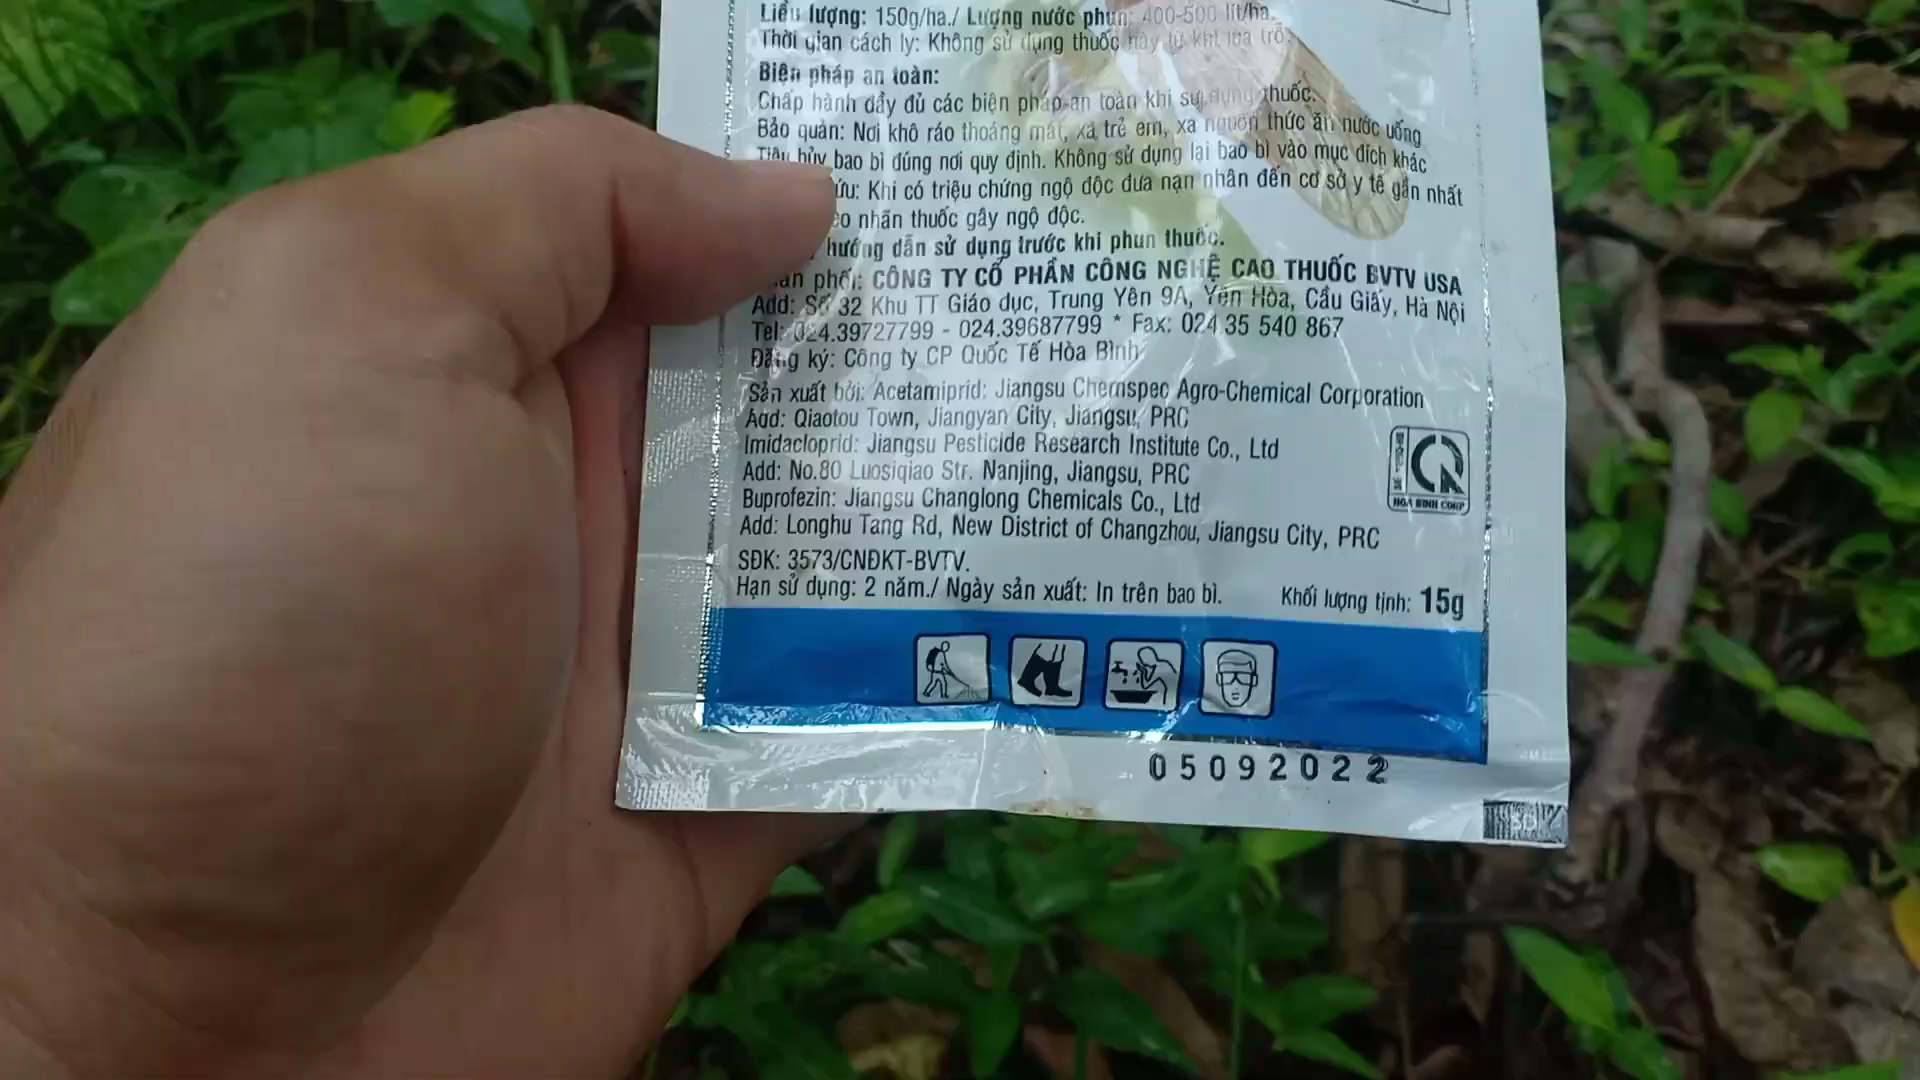 Liều lượng: 150g/ha./ Lượng nước phun: 400-500 lít/ha.
Thời gian cách ly: Không sử dụng thuốc này từ khi lúa trỗ.
Biện pháp an toàn:
Chấp hành đầy đủ các biện pháp an toàn khi sử dụng thuốc.
Bảo quản: Nơi khô ráo thoáng mát, xa trẻ em, xa nguồn thức ăn nước uống
Tiêu hủy bao bì đúng nơi quy định. Không sử dụng lại bao bì vào mục đích khác
Khi có triệu chứng ngộ độc đưa nạn nhân đến cơ sở y tế gần nhất
nhãn thuốc gây ngộ độc.
hướng dẫn sử dụng trước khi phun thuốc.
phối: CÔNG TY CỔ PHẦN CÔNG NGHỆ CAO THUỐC BVTV USA
Add: Số 32 Khu TT Giáo dục, Trung Yên 9A, Yên Hòa, Cầu Giấy, Hà Nội
Tel: 024.39727799 - 024.39687799 * Fax: 024.35 540 867
Đăng ký: Công ty CP Quốc Tế Hòa Bình
Sản xuất bởi: Acetamiprid: Jiangsu Chemspec Agro-Chemical Corporation
Add: Qiaotou Town, Jiangyan City, Jiangsu, PRC
Imidacloprid: Jiangsu Pesticide Research Institute Co., Ltd
Add: No.80 Luosiqiao Str. Nanjing, Jiangsu, PRC
Buprofezin: Jiangsu Changlong Chemicals Co., Ltd
Add: Longhu Tang Rd, New District of Changzhou, Jiangsu City, PRC
HOA BINH CORP
SĐK: 3573/CNĐKT-BVTV.
Hạn sử dụng: 2 năm./ Ngày sản xuất: In trên bao bì.
Khối lượng tịnh: 15g
05092022